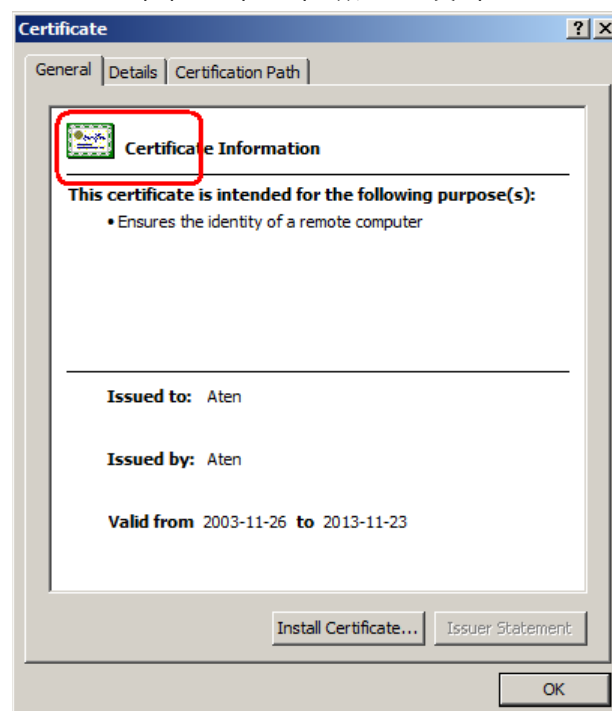 Certificate
General Details Certification Path
Certificate Information
This certificate is intended for the following purpose(s):
• Ensures the identity of a remote computer
Issued to: Aten
Issued by: Aten
Valid from 2003-11-26 to 2013-11-23
Install Certificate... Issuer Statement
OK